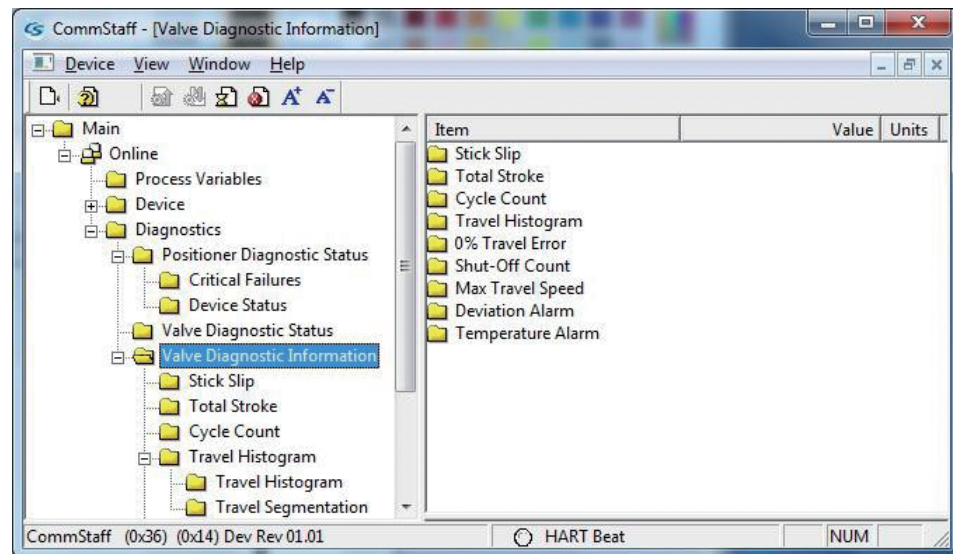 CommStaff - [Valve Diagnostic Information]
Device View Window Help
A+ A-
Main
Online
Process Variables
Device
Diagnostics
Positioner Diagnostic Status
Critical Failures
Device Status
Valve Diagnostic Status
Valve Diagnostic Information
Stick Slip
Total Stroke
Cycle Count
Travel Histogram
Travel Histogram
Travel Segmentation
Item Value Units
Stick Slip
Total Stroke
Cycle Count
Travel Histogram
0% Travel Error
Shut-Off Count
Max Travel Speed
Deviation Alarm
Temperature Alarm
CommStaff (0x36) (0x14) Dev Rev 01.01 HART Beat NUM